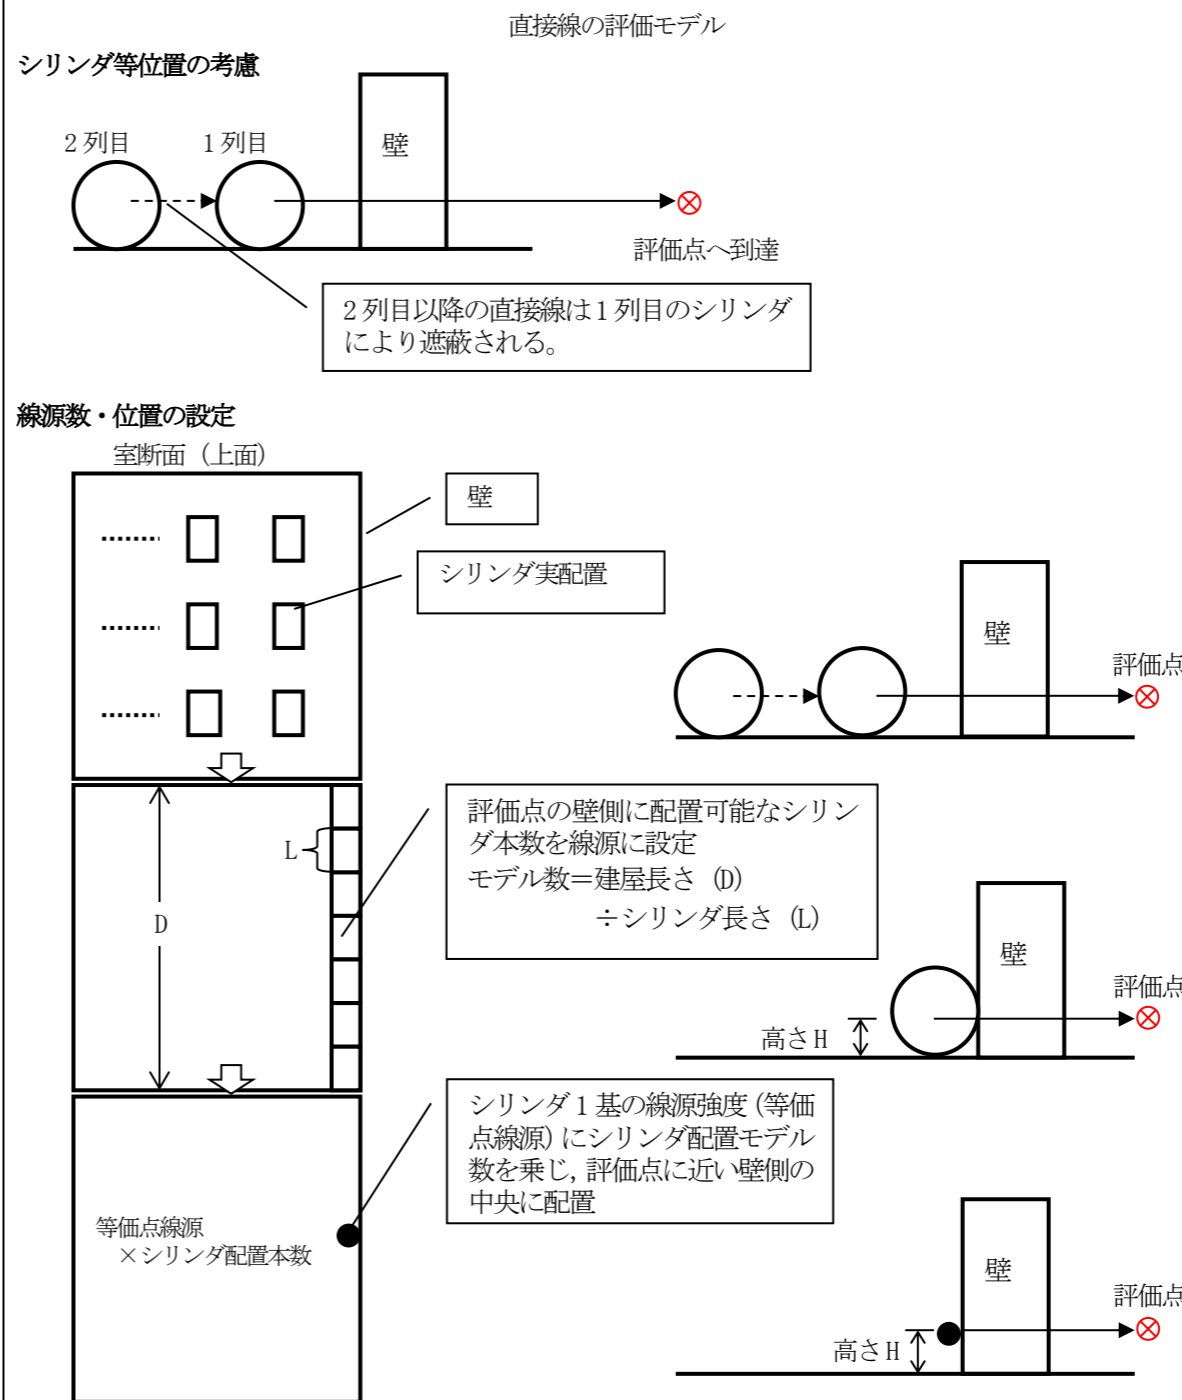 直接線の評価モデル
シリンダ等位置の考慮
2列目
1列目
壁
評価点へ到達
2列目以降の直接線は1列目のシリンダ
により遮蔽される。
線源数・位置の設定
室断面（上面）
壁
シリンダ実配置
壁
評価点
評価点の壁側に配置可能なシリン
ダ本数を線源に設定
モデル数＝建屋長さ（D）
÷シリンダ長さ（L）
L
D
壁
評価点
高さH
シリンダ1基の線源強度（等価
点線源）にシリンダ配置モデル
数を乗じ，評価点に近い壁側の
中央に配置
等価点線源
×シリンダ配置本数
壁
評価点
高さH